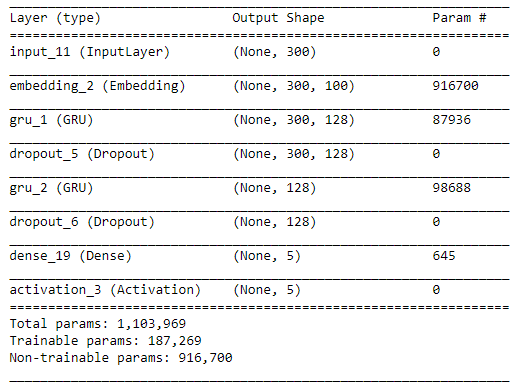 Layer (type) Output Shape Param #
input_11 (InputLayer) (None, 300) 0
embedding_2 (Embedding) (None, 300, 100) 916700
gru_1 (GRU) (None, 300, 128) 87936
dropout_5 (Dropout) (None, 300, 128) 0
gru_2 (GRU) (None, 128) 98688
dropout_6 (Dropout) (None, 128) 0
dense_19 (Dense) (None, 5) 645
activation_3 (Activation) (None, 5) 0
Total params: 1,103,969
Trainable params: 187,269
Non-trainable params: 916,700